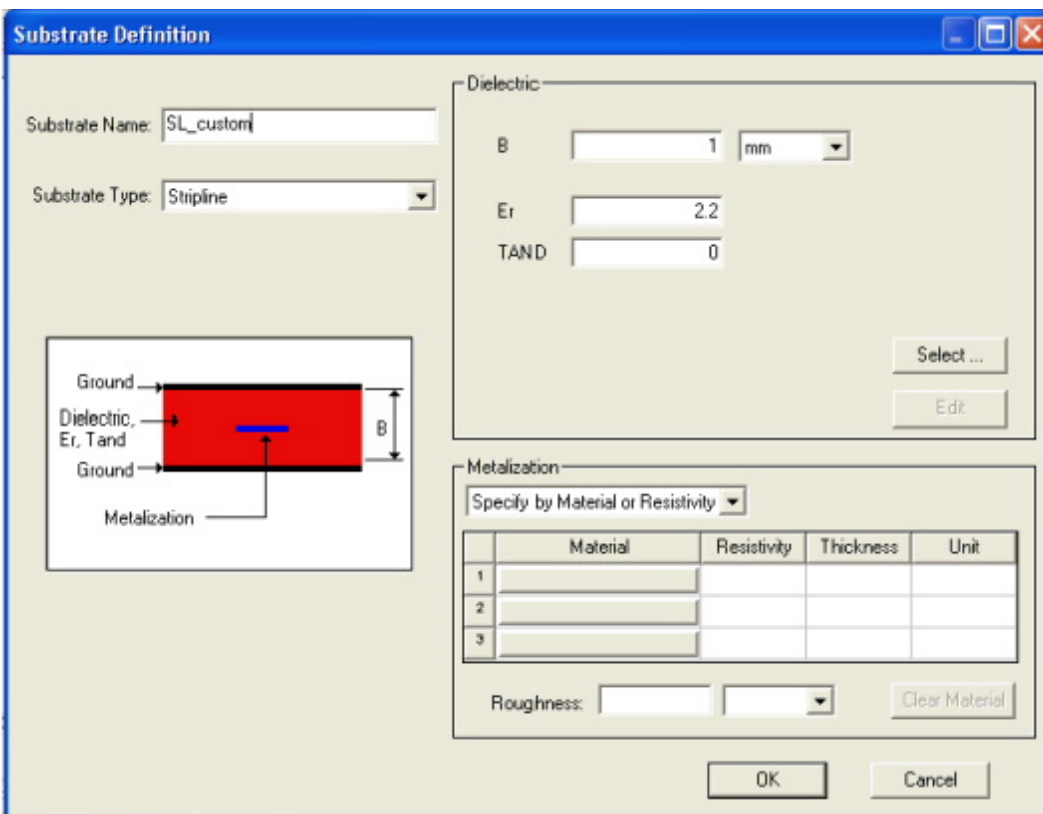 Substrate Definition
Substrate Name: SL_custom
Substrate Type: Stripline
Ground
Dielectric,
Er, Tand
Ground
B
Metalization
Dielectric
B 1 mm
Er 2.2
TAND 0
Select ...
Edit
Metalization
Specify by Material or Resistivity
Material Resistivity Thickness Unit
1
2
3
Roughness:
Clear Material
OK Cancel